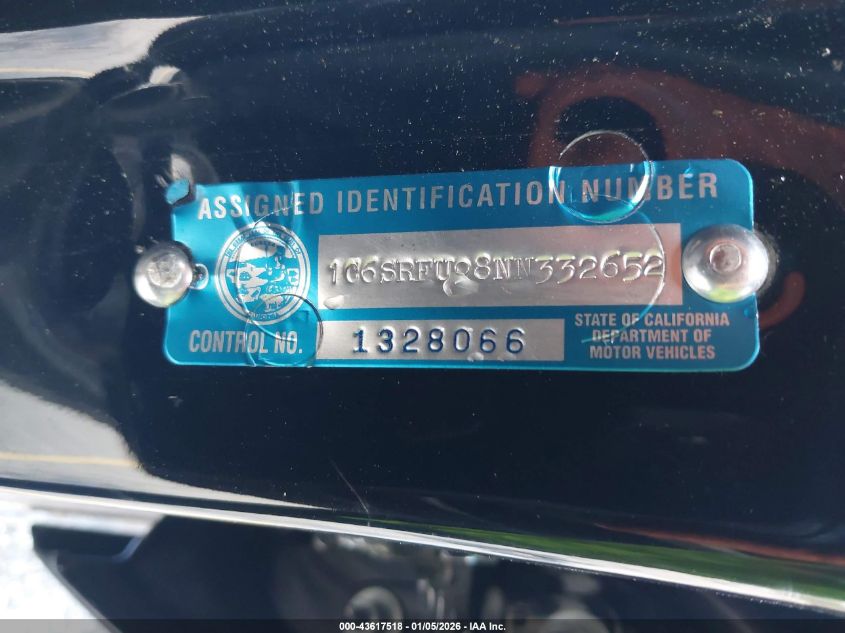 ASSIGNED IDENTIFICATION NUMBER
1C6SRFU98NN332652
CONTROL NO.
1328066
STATE OF CALIFORNIA
DEPARTMENT OF
MOTOR VEHICLES
000-43617518 - 01/05/2026 - IAA Inc.